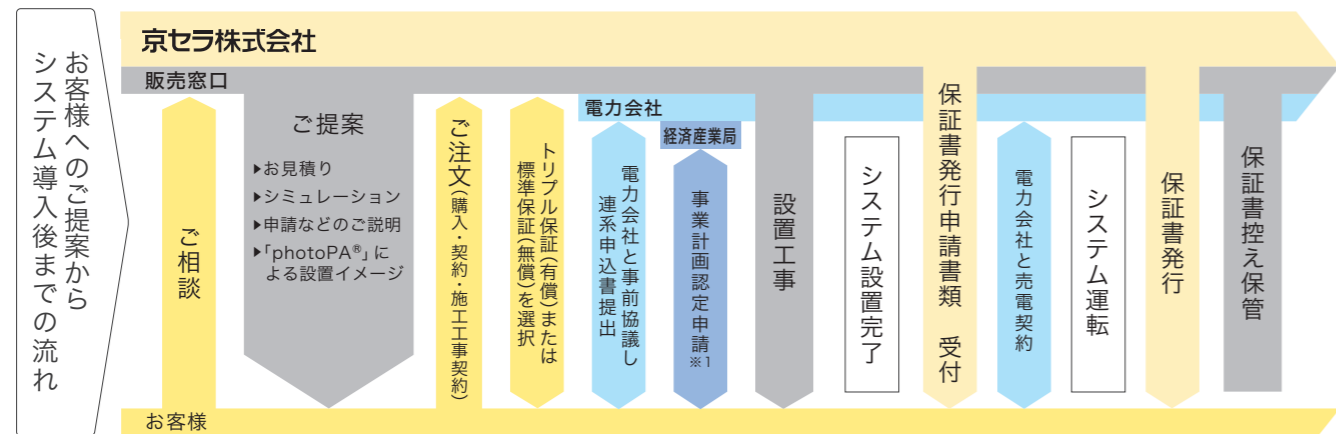 お客様へのご提案から
システム導入後までの流れ
京セラ株式会社
販売窓口
電力会社
経済産業局
ご相談
ご提案
▶お見積り
▶シミュレーション
▶申請などのご説明
▶「photoPA®」に
よる設置イメージ
ご注文(購入・契約・施工工事契約)
トリプル保証(有償)または
標準保証(無償)を選択
電力会社と事前協議し
連系申込書提出
事業計画認定申請※1
設置工事
システム設置完了
保証書発行申請書類 受付
電力会社と売電契約
システム運転
保証書発行
保証書控え保管
お客様